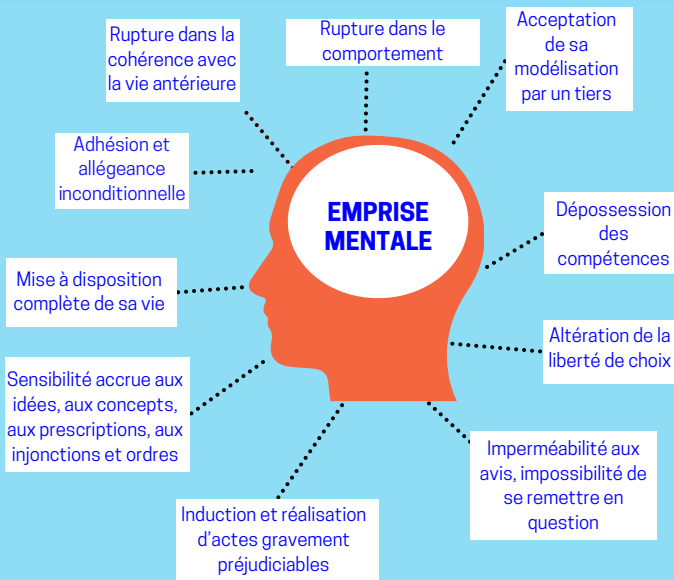 Rupture dans la
cohérence avec
la vie antérieure
Rupture dans le
comportement
Acceptation
de sa
modélisation
par un tiers
Adhésion et
allégeance
inconditionnelle
EMPRISE
MENTALE
Dépossession
des
compétences
Mise à disposition
complète de sa vie
Altération de la
liberté de choix
Sensibilité accrue aux
idées, aux concepts,
aux prescriptions, aux
injonctions et ordres
Imperméabilité aux
avis, impossibilité de
se remettre en
question
Induction et réalisation
d'actes gravement
préjudiciables